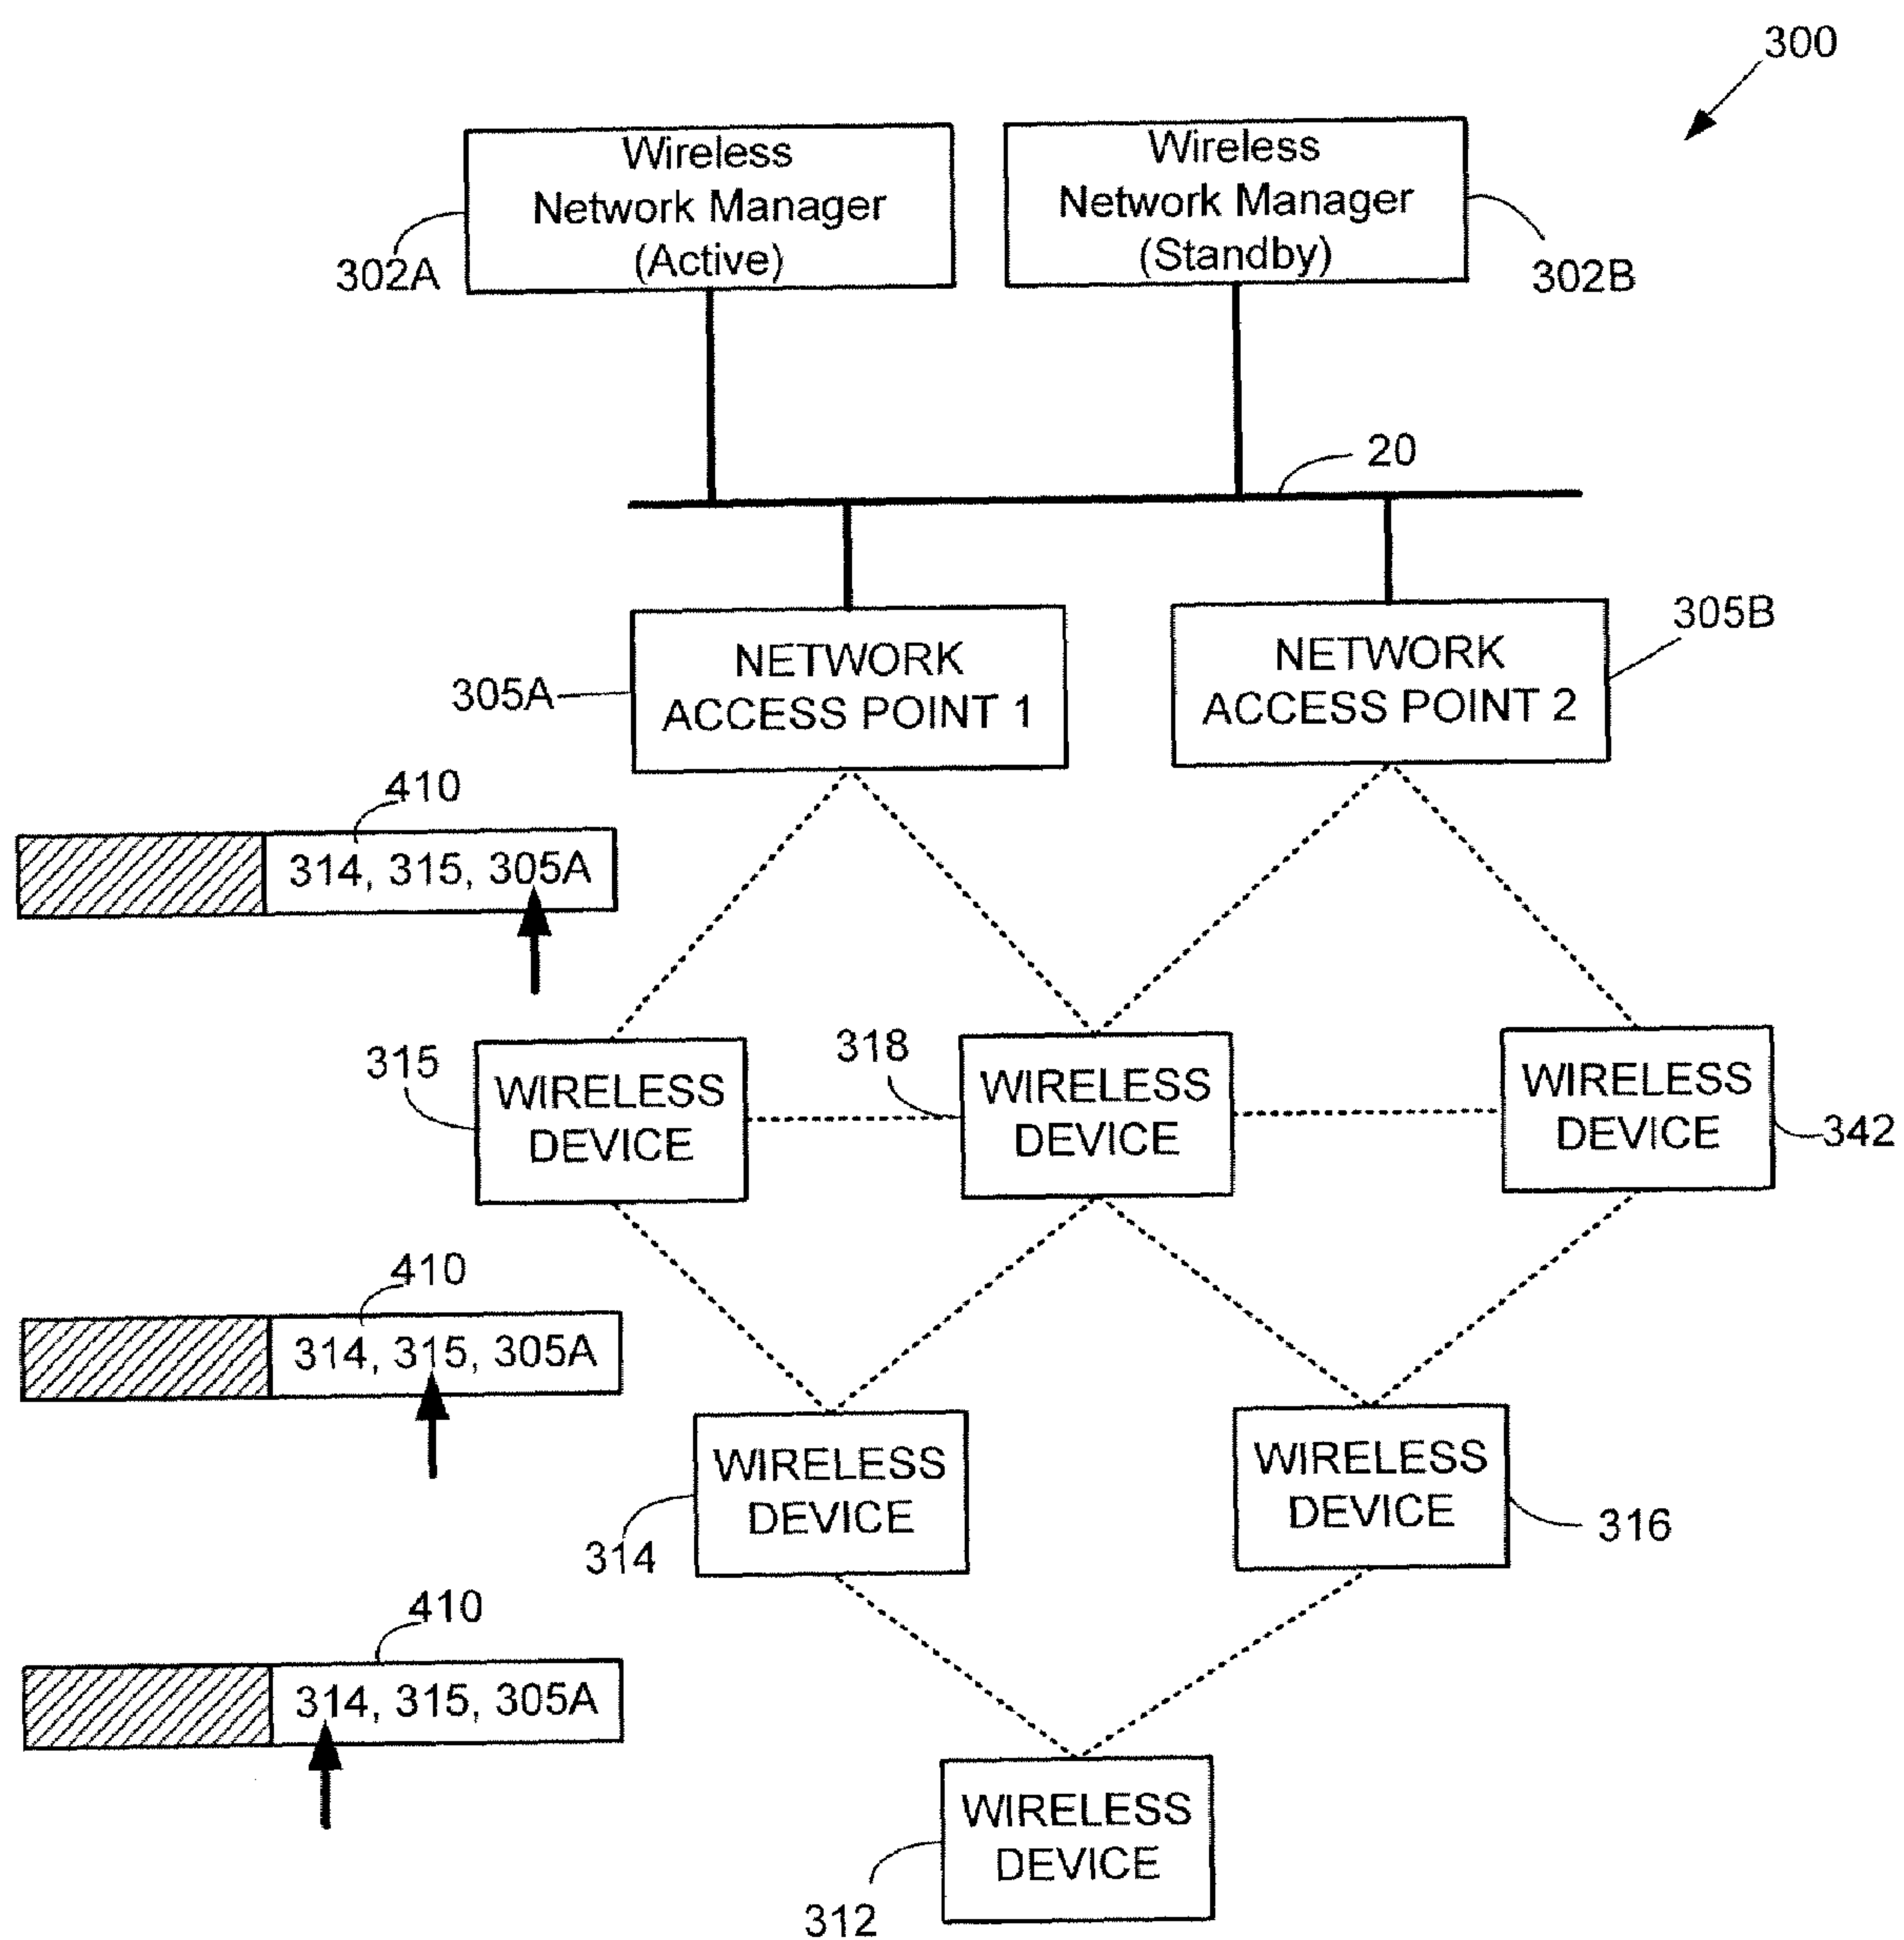 300
Wireless
Network Manager
(Active)
Wireless
Network Manager
(Standby)
302A
302B
20
NETWORK
ACCESS POINT 1
NETWORK
ACCESS POINT 2
305A
305B
410
314, 315, 305A
315
WIRELESS
DEVICE
318
WIRELESS
DEVICE
WIRELESS
DEVICE
342
410
314, 315, 305A
WIRELESS
DEVICE
314
WIRELESS
DEVICE
316
410
314, 315, 305A
WIRELESS
DEVICE
312